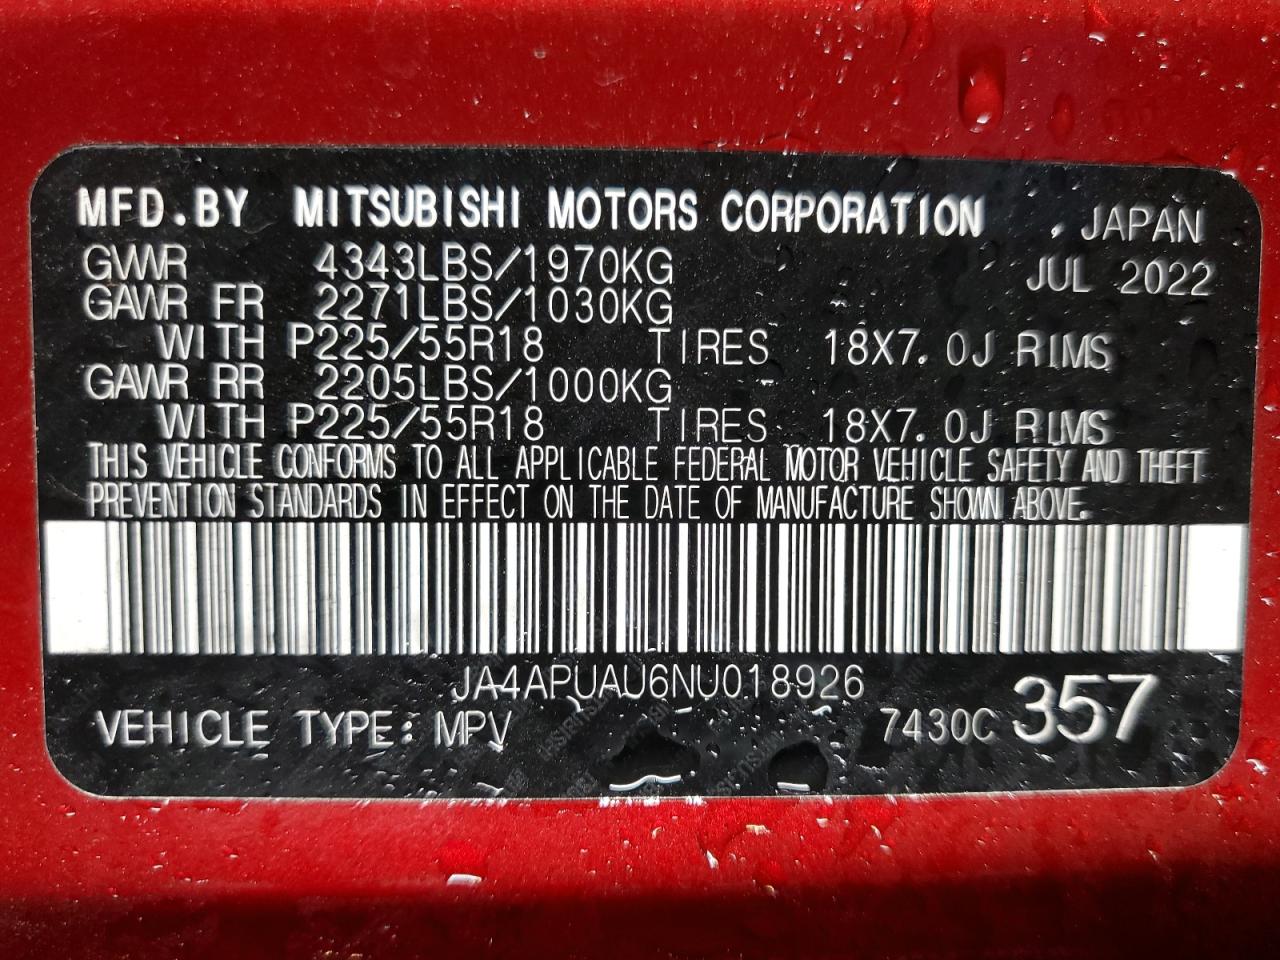 MFD.BY MITSUBISHI MOTORS CORPORATION , JAPAN
GVWR 4343LBS/1970KG JUL 2022
GAWR FR 2271LBS/1030KG
WITH P225/55R18 TIRES 18X7.0J RIMS
GAWR RR 2205LBS/1000KG
WITH P225/55R18 TIRES 18X7.0J RIMS
THIS VEHICLE CONFORMS TO ALL APPLICABLE FEDERAL MOTOR VEHICLE SAFETY AND THEFT
PREVENTION STANDARDS IN EFFECT ON THE DATE OF MANUFACTURE SHOWN ABOVE.
JA4APUAU6NU018926
VEHICLE TYPE: MPV 7430C 357